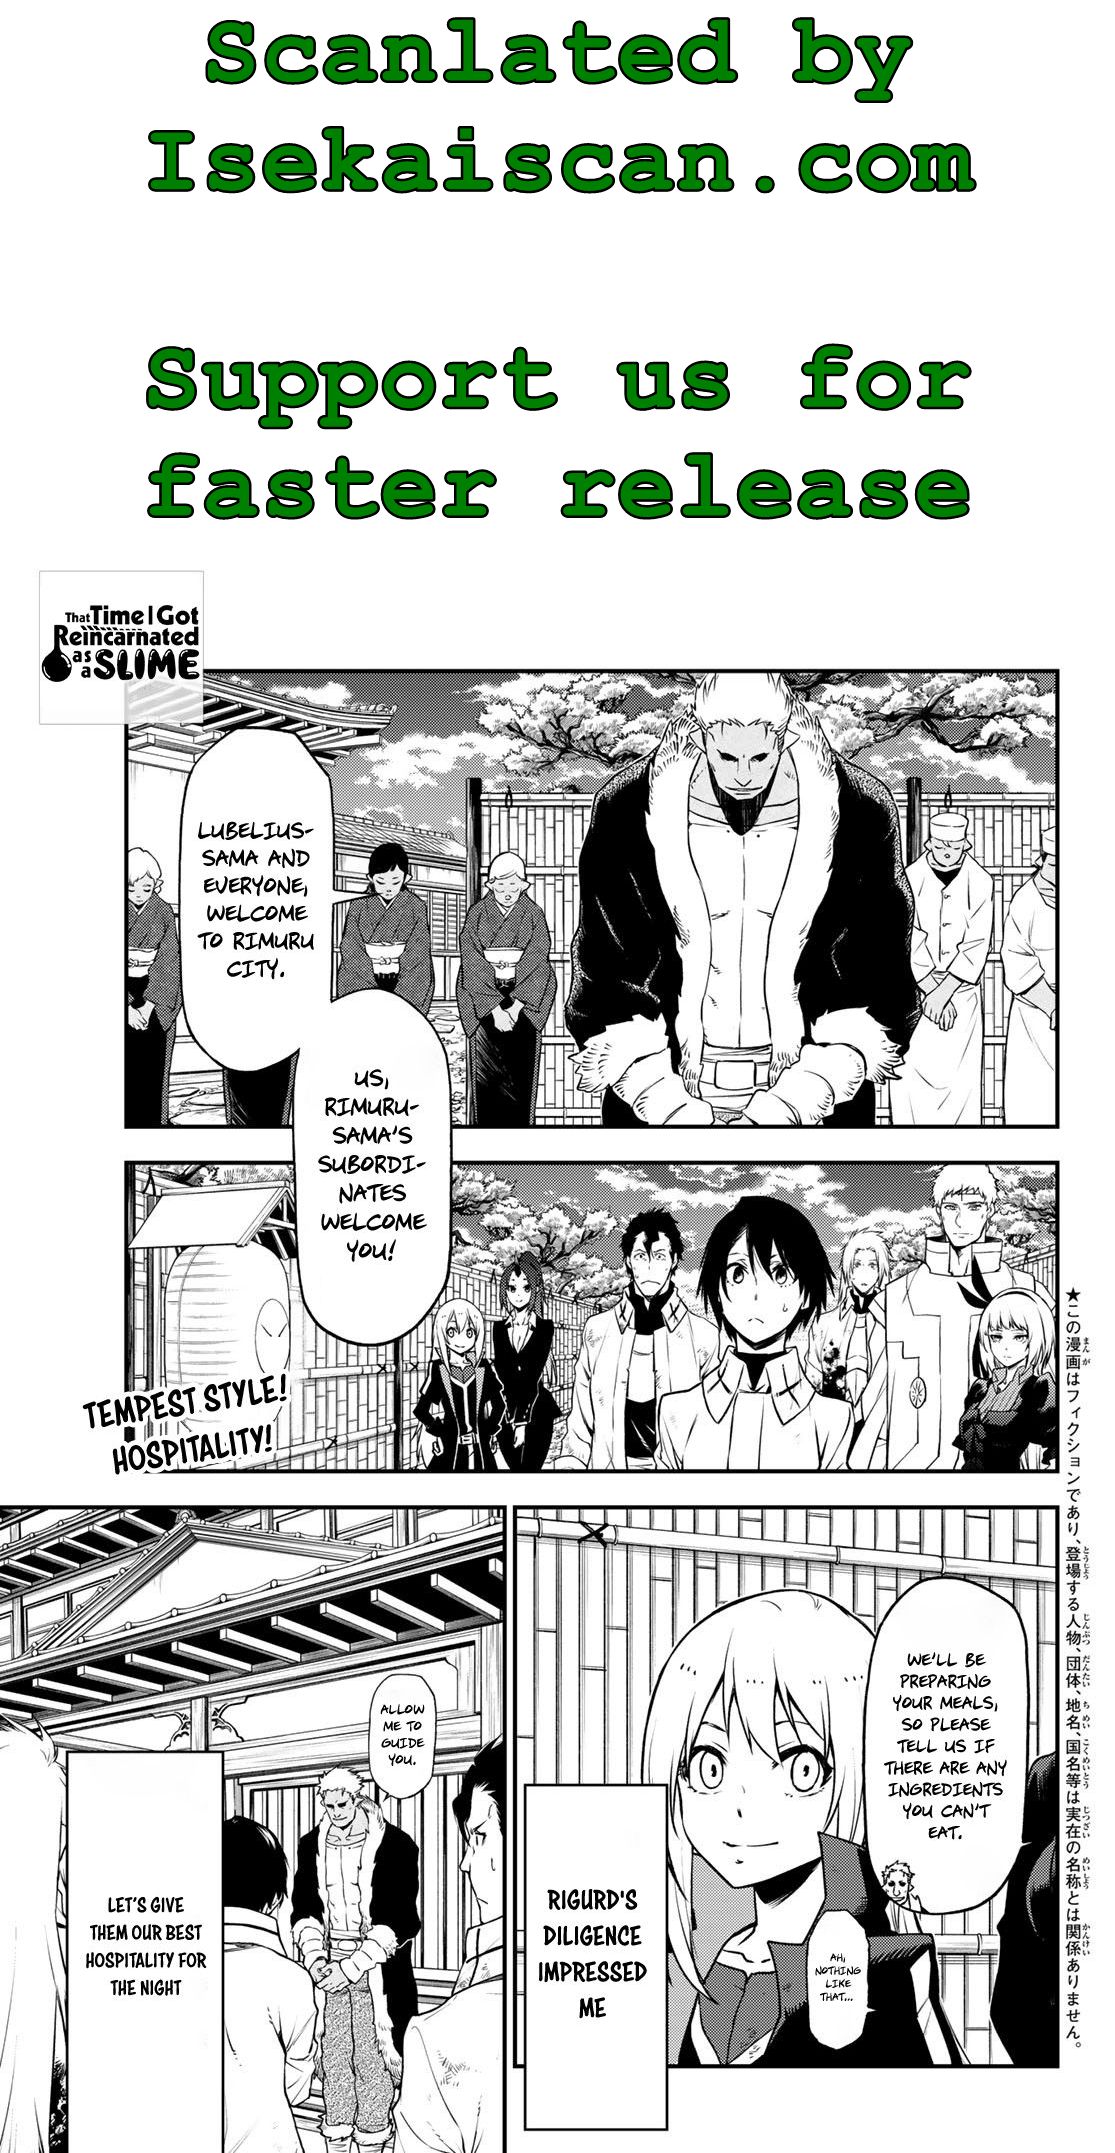 Scanlated by
Isekaiscan.com
Support us for
faster release
That Time I Got
Reincarnated
as
a SLIME
LUBELIUS-
SAMA AND
EVERYONE,
WELCOME
TO RIMURU
CITY.
US,
RIMURU-
SAMA'S
SUBORDI-
NATES
WELCOME
YOU!
TEMPEST STYLE!
HOSPITALITY!
WE'LL BE
PREPARING
YOUR MEALS,
SO PLEASE
TELL US IF
THERE ARE ANY
INGREDIENTS
YOU CAN'T
EAT.
AH,
NOTHING
LIKE
THAT...
RIGURD'S
DILIGENCE
IMPRESSED
ME
ALLOW
ME TO
GUIDE
YOU.
LET'S GIVE
THEM OUR BEST
HOSPITALITY FOR
THE NIGHT
★この漫画はフィクションであり、登場する人物、団体、地名、国名等は実在の名称とは関係ありません。